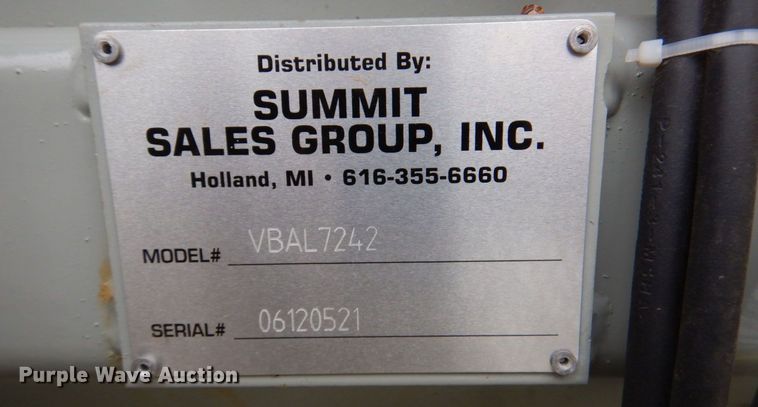 Distributed By:
SUMMIT
SALES GROUP, INC.
Holland, MI • 616-355-6660
MODEL# VBAL7242
SERIAL# 06120521
Purple Wave Auction